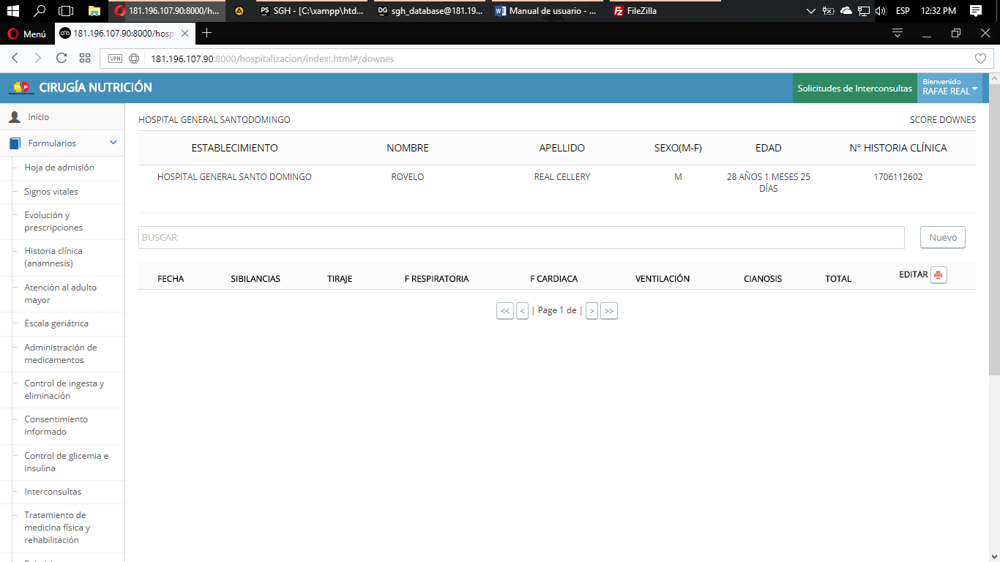 181.196.107.90:8000/h...
PS SGH - [C:\xampp\htd...
DG sgh_database@181.19...
Manual de usuario - ...
Fz FileZilla
ESP 12:32 PM
Menú
181.196.107.90:8000/hosp
VPN 181.196.107.90:8000/hospitalizacion/index!.html#/downes
CIRUGÍA NUTRICIÓN
Solicitudes de Interconsultas
Bienvenido
RAFAE REAL
Inicio
Formularios
Hoja de admisión
Signos vitales
Evolución y
prescripciones
Historia clínica
(anamnesis)
Atención al adulto
mayor
Escala geriátrica
Administración de
medicamentos
Control de ingesta y
eliminación
Consentimiento
informado
Control de glicemia e
insulina
Interconsultas
Tratamiento de
medicina física y
rehabilitación
HOSPITAL GENERAL SANTODOMINGO SCORE DOWNES
ESTABLECIMIENTO NOMBRE APELLIDO SEXO(M-F) EDAD N° HISTORIA CLÍNICA
HOSPITAL GENERAL SANTO DOMINGO ROVELO REAL CELLERY M 28 AÑOS 1 MESES 25 1706112602
DÍAS
BUSCAR Nuevo
FECHA SIBILANCIAS TIRAJE F RESPIRATORIA F CARDIACA VENTILACIÓN CIANOSIS TOTAL EDITAR
<< < | Page 1 de | > >>